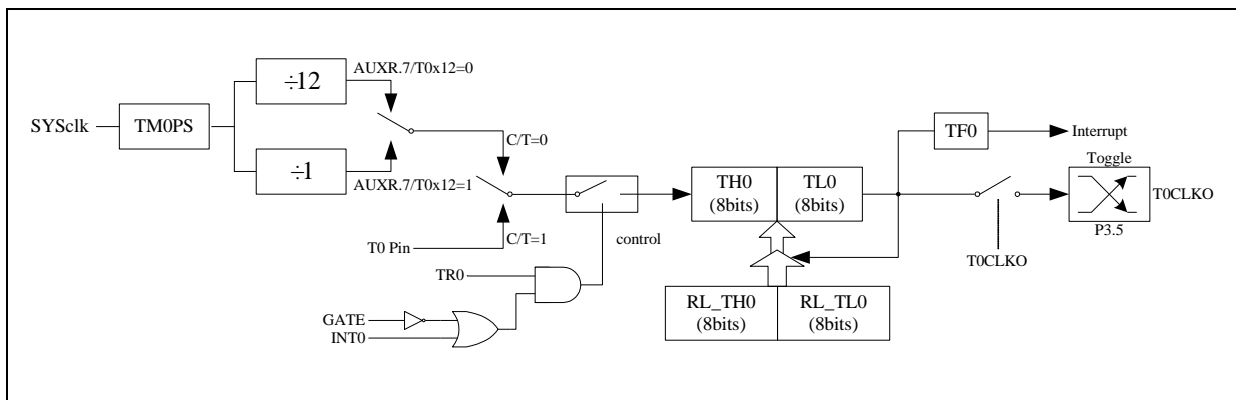 AUXR.7/T0x12=0
÷12
SYSclk
TM0PS
÷1
AUXR.7/T0x12=1
C/T=0
T0 Pin
C/T=1
control
TR0
GATE
INT0
TH0
(8bits)
TL0
(8bits)
RL_TH0
(8bits)
RL_TL0
(8bits)
TF0
Interrupt
Toggle
T0CLKO
P3.5
T0CLKO